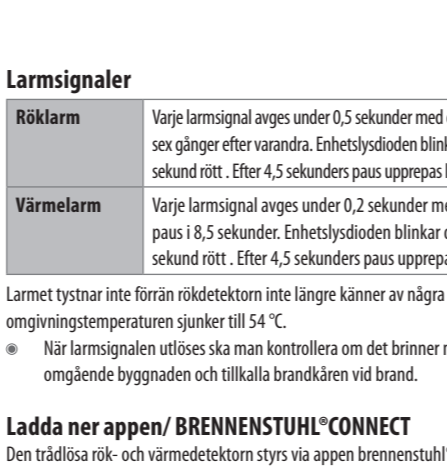 Larmsignaler
Röklarm
Varje larmsignal avges under 0,5 sekunder med
sex gånger efter varandra. Enhetslysdioden
sekund rött . Efter 4,5 sekunders paus upprepas
Värmelarm
Varje larmsignal avges under 0,2 sekunder
paus i 8,5 sekunder. Enhetslysdioden blinkar
sekund rött . Efter 4,5 sekunders paus
Larmet tystnar inte förrän rökdetektorn inte längre känner av några
omgivningstemperaturen sjunker till 54 °C.
◉ När larmsignalen utlöses ska man kontrollera om det brinner
omgående byggnaden och tillkalla brandkåren vid brand.
Ladda ner appen/ BRENNENSTUHL®CONNECT
Den trådlösa rök- och värmedetektorn styrs via appen brennenstuhl®